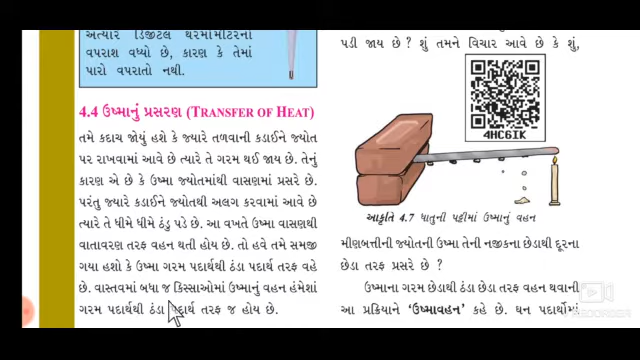 અત્યાર ડિજીટલ થરમોમીટરનો
વપરાશ વધ્યો છે, કારણ કે તેમાં
પારો વપરાતો નથી.
4.4 ઉષ્માનું પ્રસરણ (TRANSFER OF HEAT)
તમે કદાચ જોયું હશે કે જ્યારે તળવાની કડાઈને જ્યોત
પર રાખવામાં આવે છે ત્યારે તે ગરમ થઈ જાય છે. તેનું
કારણ એ છે કે ઉષ્મા જ્યોતમાંથી વાસણમાં પ્રસરે છે.
પરંતુ જ્યારે કડાઈને જ્યોતથી અલગ કરવામાં આવે છે
ત્યારે તે ધીમે ધીમે ઠંડુ પડે છે. આ વખતે ઉષ્મા વાસણથી
વાતાવરણ તરફ વહન થતી હોય છે. તો હવે તમે સમજી
ગયા હશો કે ઉષ્મા ગરમ પદાર્થથી ઠંડા પદાર્થ તરફ વહે
છે. વાસ્તવમાં બધા જ કિસ્સાઓમાં ઉષ્માનું વહન હંમેશાં
ગરમ પદાર્થથી ઠંડા પદાર્થ તરફ જ હોય છે.
પડી જાય છે ? શું તમને વિચાર આવે છે કે શું,
4HC6IK
આકૃતિ 4.7 ધાતુની પટ્ટીમાં ઉષ્માનું વહન
મીણબત્તીની જ્યોતની ઉષ્મા તેની નજીકના છેડાથી દૂરના
છેડા તરફ પ્રસરે છે ?
ઉષ્માના ગરમ છેડાથી ઠંડા છેડા તરફ વહન થવાની
આ પ્રક્રિયાને 'ઉષ્માવહન' કહે છે. ઘન પદાર્થોમાં